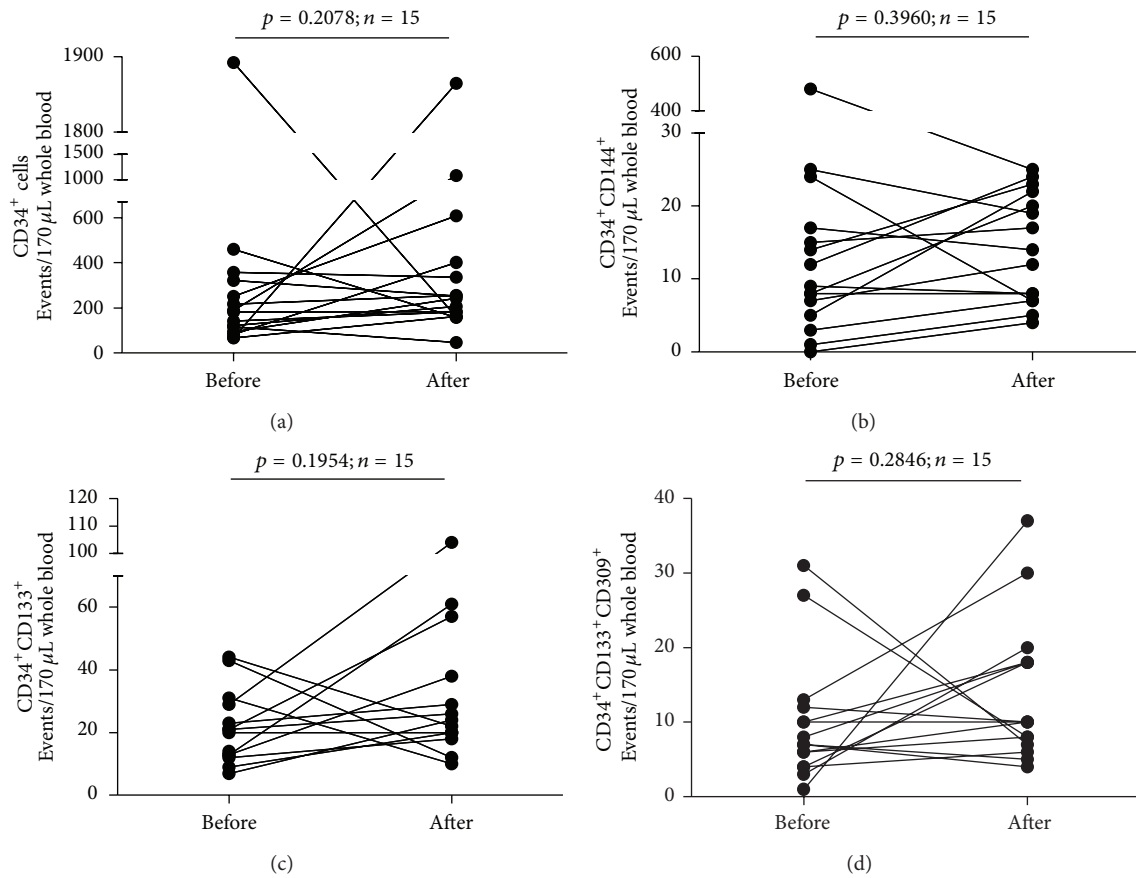 p = 0.2078; n = 15
1900
1800
1500
1000
600
400
200
0
CD34⁺ cells
Events/170 μL whole blood
Before
After
(a)
p = 0.3960; n = 15
600
400
30
20
10
0
CD34⁺CD144⁺
Events/170 μL whole blood
Before
After
(b)
p = 0.1954; n = 15
120
110
100
60
40
20
0
CD34⁺CD133⁺
Events/170 μL whole blood
Before
After
(c)
p = 0.2846; n = 15
40
30
20
10
0
CD34⁺CD133⁺CD309⁺
Events/170 μL whole blood
Before
After
(d)